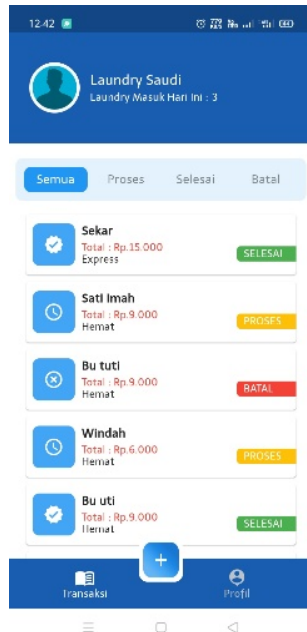 12.42
Laundry Saudi
Laundry Masuk Hari Ini : 3
Semua Proses Selesai Batal
Sekar
Total : Rp.15.000
Express
SELESAI
Sati Imah
Total : Rp.9.000
Hemat
PROSES
Bu tuti
Total : Rp.9.000
Hemat
BATAL
Windah
Total : Rp.6.000
Hemat
PROSES
Bu uti
Total : Rp.9.000
Hemat
SELESAI
+
Transaksi Profil